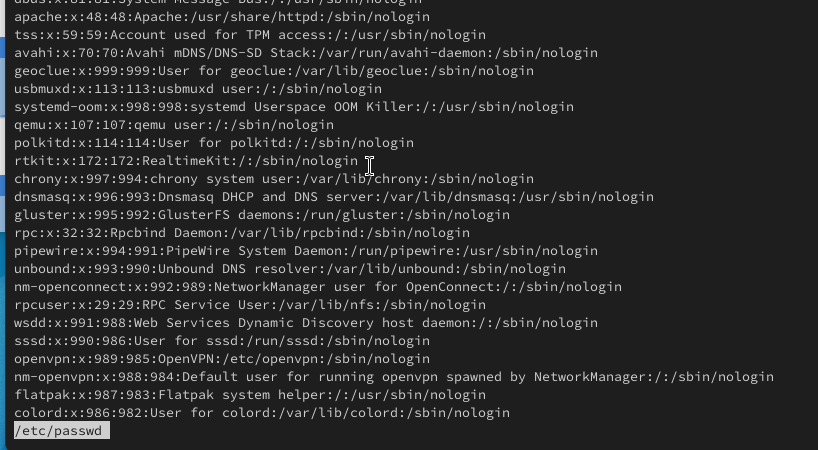 dbus:x:81:81:System Message Bus:/:/sbin/nologin
apache:x:48:48:Apache:/usr/share/httpd:/sbin/nologin
tss:x:59:59:Account used for TPM access:/:/usr/sbin/nologin
avahi:x:70:70:Avahi mDNS/DNS-SD Stack:/var/run/avahi-daemon:/sbin/nologin
geoclue:x:999:999:User for geoclue:/var/lib/geoclue:/sbin/nologin
usbmuxd:x:113:113:usbmuxd user:/:/sbin/nologin
systemd-oom:x:998:998:systemd Userspace OOM Killer:/:/usr/sbin/nologin
qemu:x:107:107:qemu user:/:/sbin/nologin
polkitd:x:114:114:User for polkitd:/:/sbin/nologin
rtkit:x:172:172:RealtimeKit:/:/sbin/nologin
chrony:x:997:994:chrony system user:/var/lib/chrony:/sbin/nologin
dnsmasq:x:996:993:Dnsmasq DHCP and DNS server:/var/lib/dnsmasq:/usr/sbin/nologin
gluster:x:995:992:GlusterFS daemons:/run/gluster:/sbin/nologin
rpc:x:32:32:Rpcbind Daemon:/var/lib/rpcbind:/sbin/nologin
pipewire:x:994:991:PipeWire System Daemon:/run/pipewire:/usr/sbin/nologin
unbound:x:993:990:Unbound DNS resolver:/var/lib/unbound:/sbin/nologin
nm-openconnect:x:992:989:NetworkManager user for OpenConnect:/:/sbin/nologin
rpcuser:x:29:29:RPC Service User:/var/lib/nfs:/sbin/nologin
wsdd:x:991:988:Web Services Dynamic Discovery host daemon:/:/sbin/nologin
sssd:x:990:986:User for sssd:/run/sssd:/sbin/nologin
openvpn:x:989:985:OpenVPN:/etc/openvpn:/sbin/nologin
nm-openvpn:x:988:984:Default user for running openvpn spawned by NetworkManager:/:/sbin/nologin
flatpak:x:987:983:Flatpak system helper:/:/usr/sbin/nologin
colord:x:986:982:User for colord:/var/lib/colord:/sbin/nologin
/etc/passwd